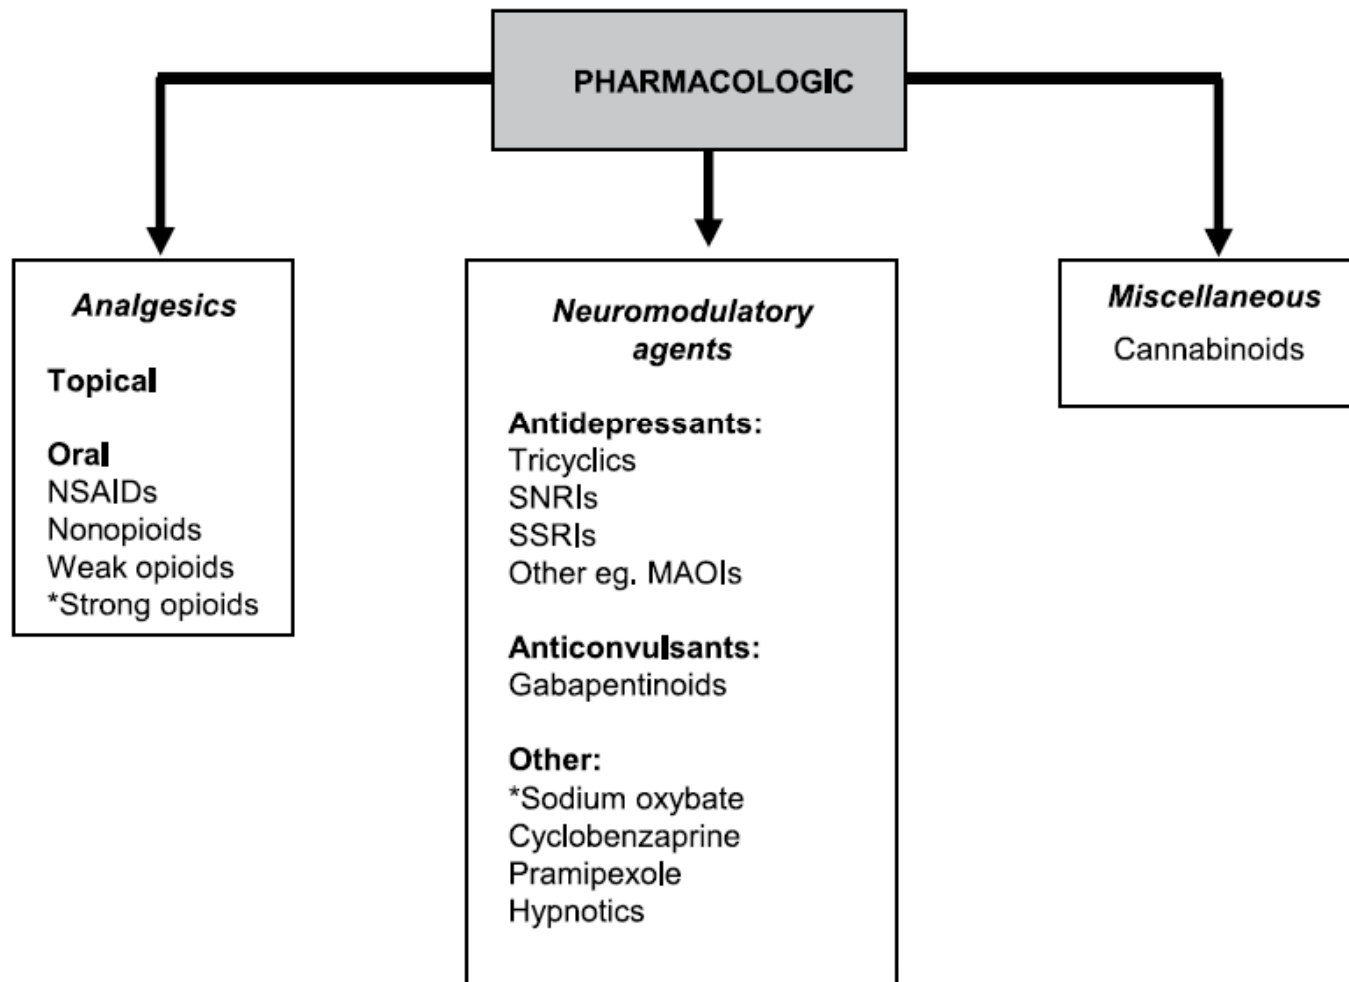 PHARMACOLOGIC
Analgesics
Topical
Oral
NSAIDs
Nonopioids
Weak opioids
*Strong opioids
Neuromodulatory
agents
Antidepressants:
Tricyclics
SNRIs
SSRIs
Other eg. MAOIs
Anticonvulsants:
Gabapentinoids
Other:
*Sodium oxybate
Cyclobenzaprine
Pramipexole
Hypnotics
Miscellaneous
Cannabinoids